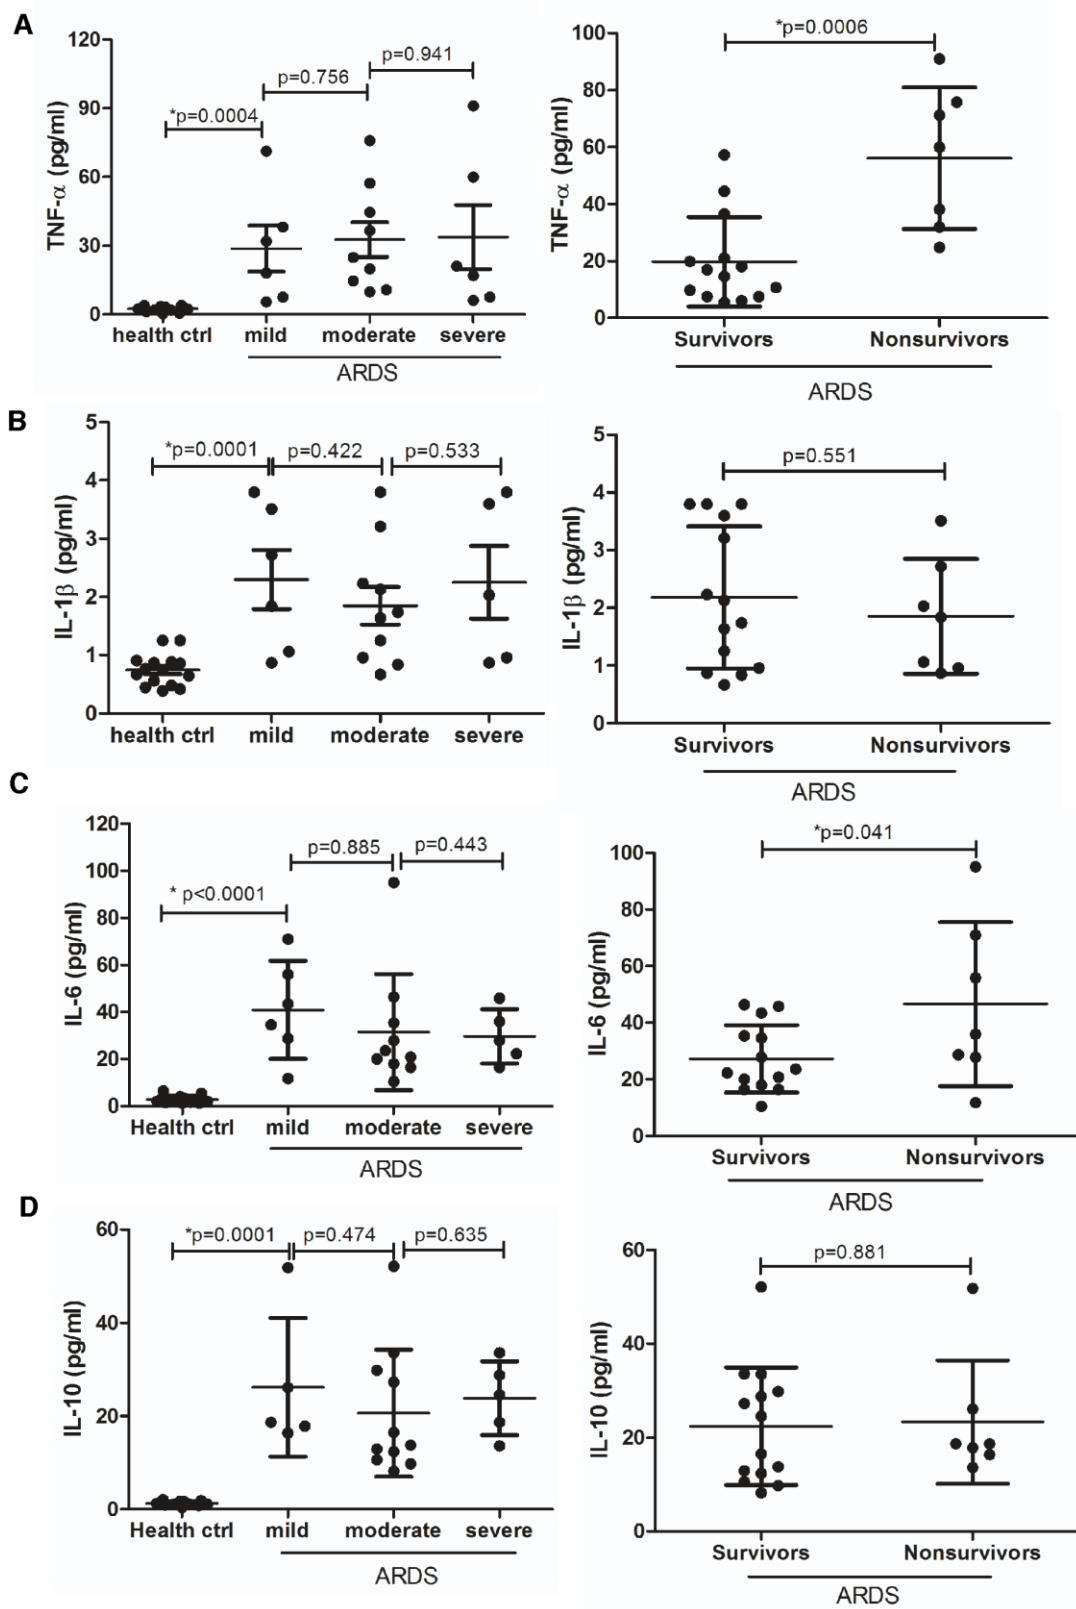 A
TNF-α (pg/ml)
120
90
60
30
0
*p=0.0004
p=0.756
p=0.941
health ctrl mild moderate severe
ARDS
TNF-α (pg/ml)
100
80
60
40
20
0
*p=0.0006
Survivors Nonsurvivors
ARDS
B
IL-1β (pg/ml)
5
4
3
2
1
0
*p=0.0001 p=0.422 p=0.533
health ctrl mild moderate severe
IL-1β (pg/ml)
5
4
3
2
1
0
p=0.551
Survivors Nonsurvivors
ARDS
C
IL-6 (pg/ml)
120
100
80
60
40
20
0
* p<0.0001
p=0.885 p=0.443
Health ctrl mild moderate severe
ARDS
IL-6 (pg/ml)
100
80
60
40
20
0
*p=0.041
Survivors Nonsurvivors
ARDS
D
IL-10 (pg/ml)
60
40
20
0
*p=0.0001 p=0.474 p=0.635
Health ctrl mild moderate severe
ARDS
IL-10 (pg/ml)
60
40
20
0
p=0.881
Survivors Nonsurvivors
ARDS